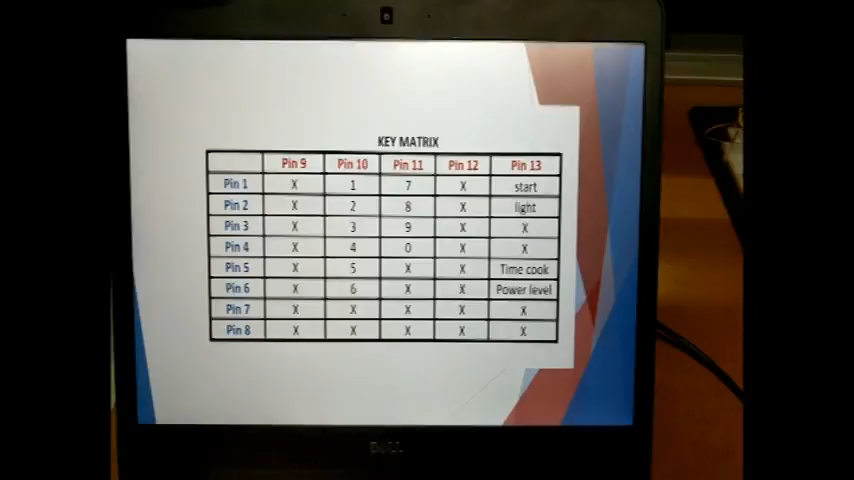 KEY MATRIX
Pin 9 Pin 10 Pin 11 Pin 12 Pin 13
Pin 1 X 1 7 X start
Pin 2 X 2 8 X light
Pin 3 X 3 9 X X
Pin 4 X 4 0 X X
Pin 5 X 5 X X Time cook
Pin 6 X 6 X X Power level
Pin 7 X X X X X
Pin 8 X X X X X
DELL